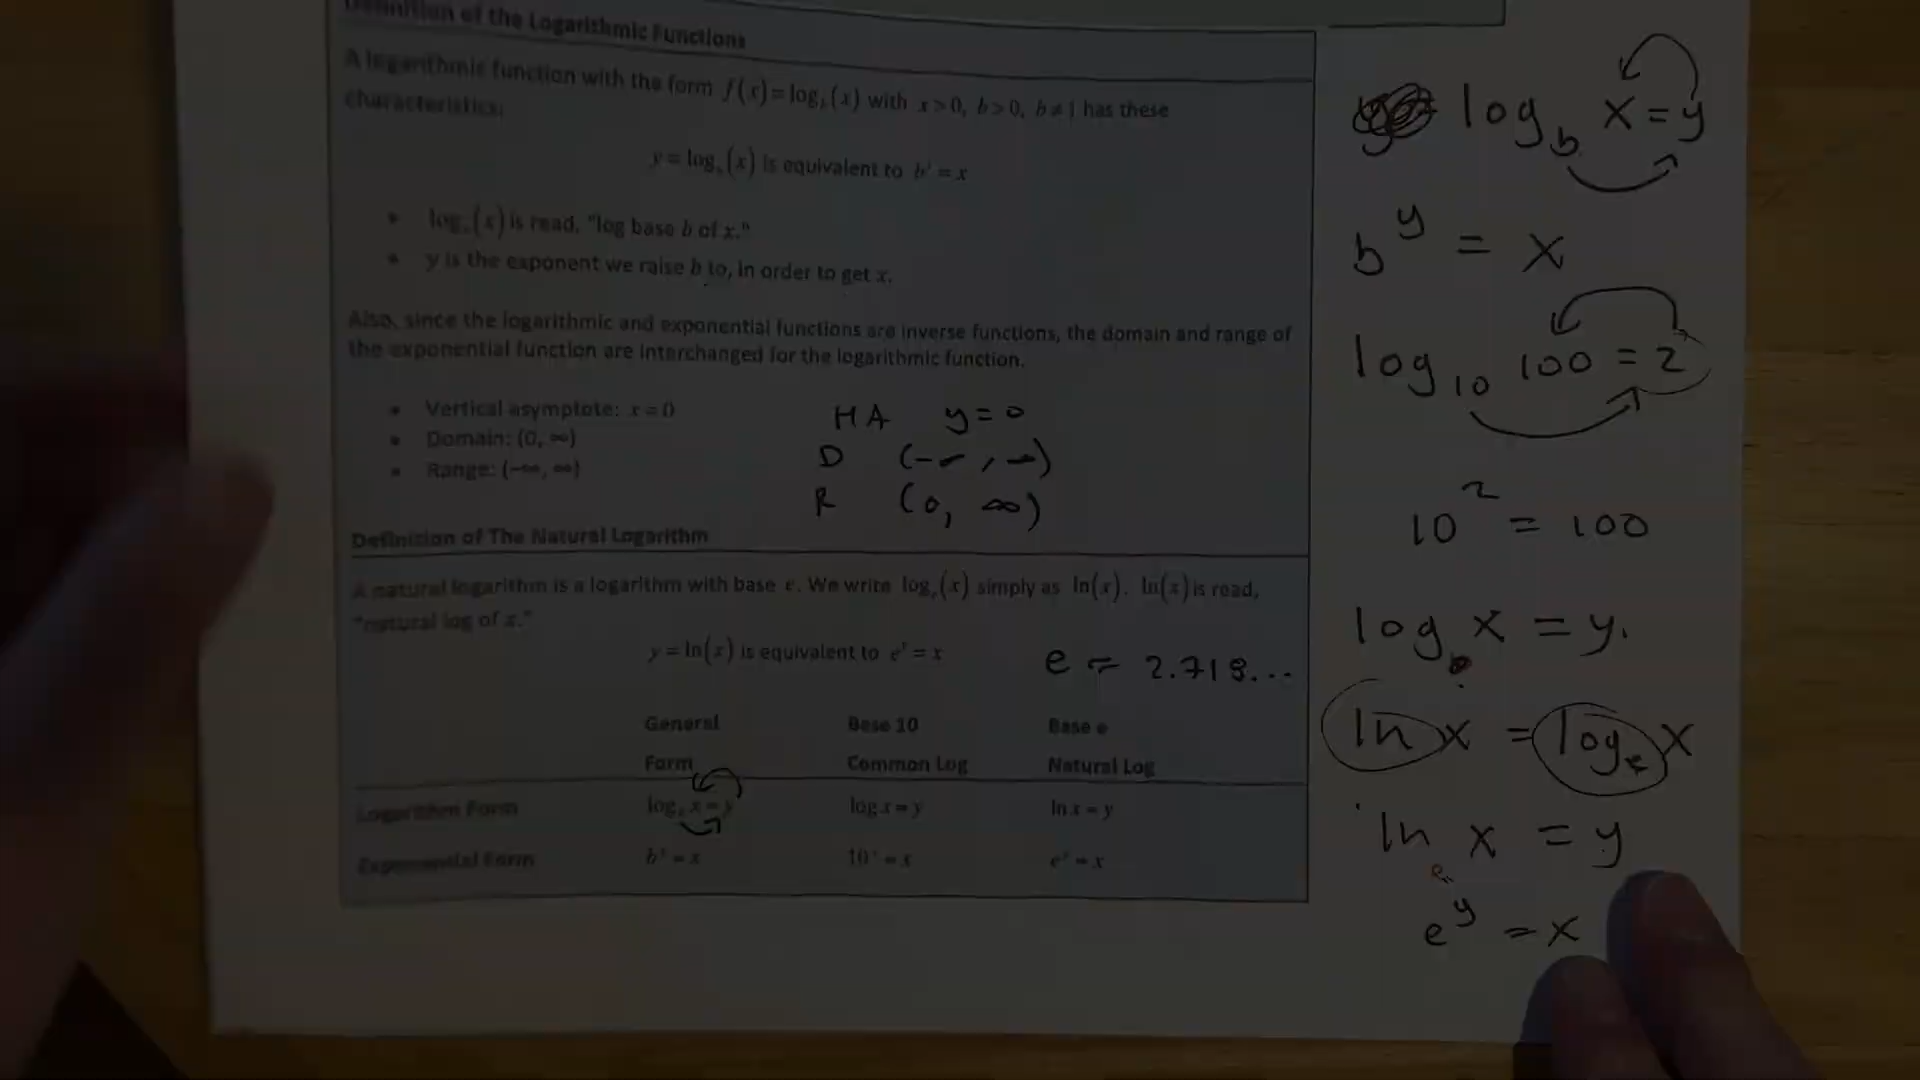 Definition of the Logarithmic Functions
A logarithmic function with the form f(x)=log_b(x) with x>0, b>0, b≠1 has these
characteristics:
y = log_b(x) is equivalent to b^y = x
• log_b(x) is read, "log base b of x."
• y is the exponent we raise b to, in order to get x.
Also, since the logarithmic and exponential functions are inverse functions, the domain and range of
the exponential function are interchanged for the logarithmic function.
• Vertical asymptote: x=0
• Domain: (0, ∞)
• Range: (-∞, ∞)
HA y=0
D (-∞, ∞)
R (0, ∞)
Definition of The Natural Logarithm
A natural logarithm is a logarithm with base e. We write log_e(x) simply as ln(x). ln(x) is read,
"natural log of x."
y = ln(x) is equivalent to e^y = x
e = 2.718...
General Base 10 Base e
Form Common Log Natural Log
Logarithm Form log_b x = y log x = y ln x = y
Exponential Form b^y = x 10^y = x e^y = x
log_b x = y
b^y = x
log_10 100 = 2
10^2 = 100
log x = y
ln x = log_e x
ln x = y
e
e^y = x